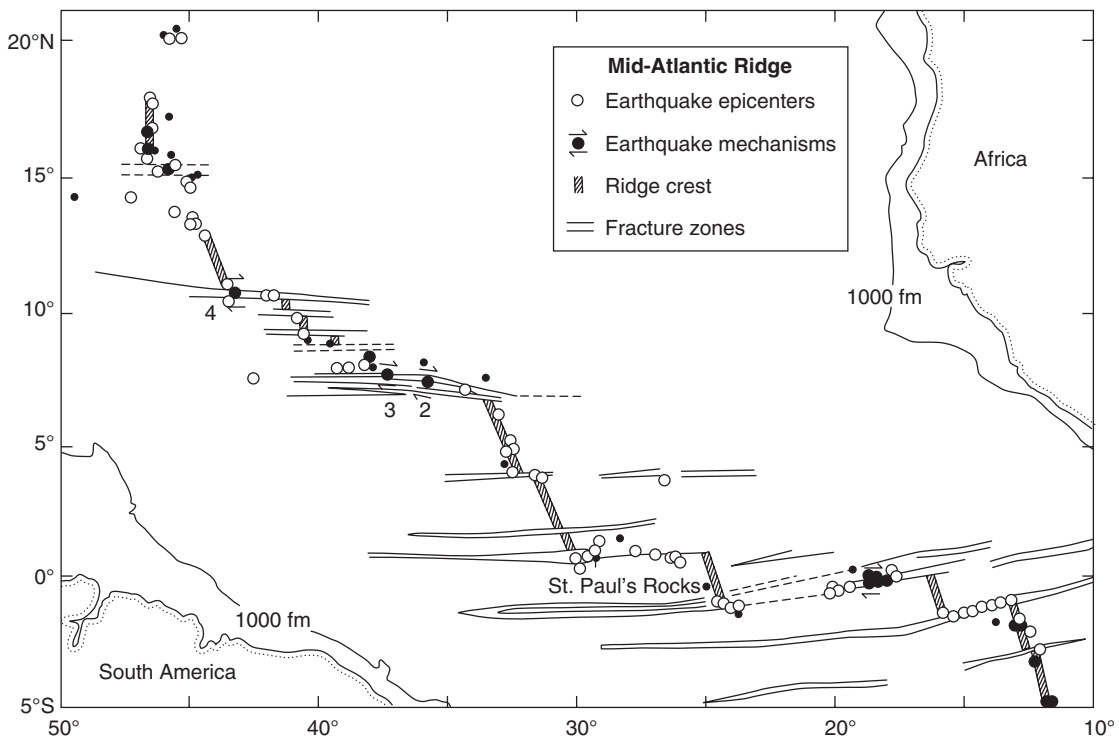 20°N
15°
10°
5°
0°
5°S
50°
40°
30°
20°
10°
Mid-Atlantic Ridge
Earthquake epicenters
Earthquake mechanisms
Ridge crest
Fracture zones
Africa
1000 fm
4
3 2
St. Paul's Rocks
1000 fm
South America